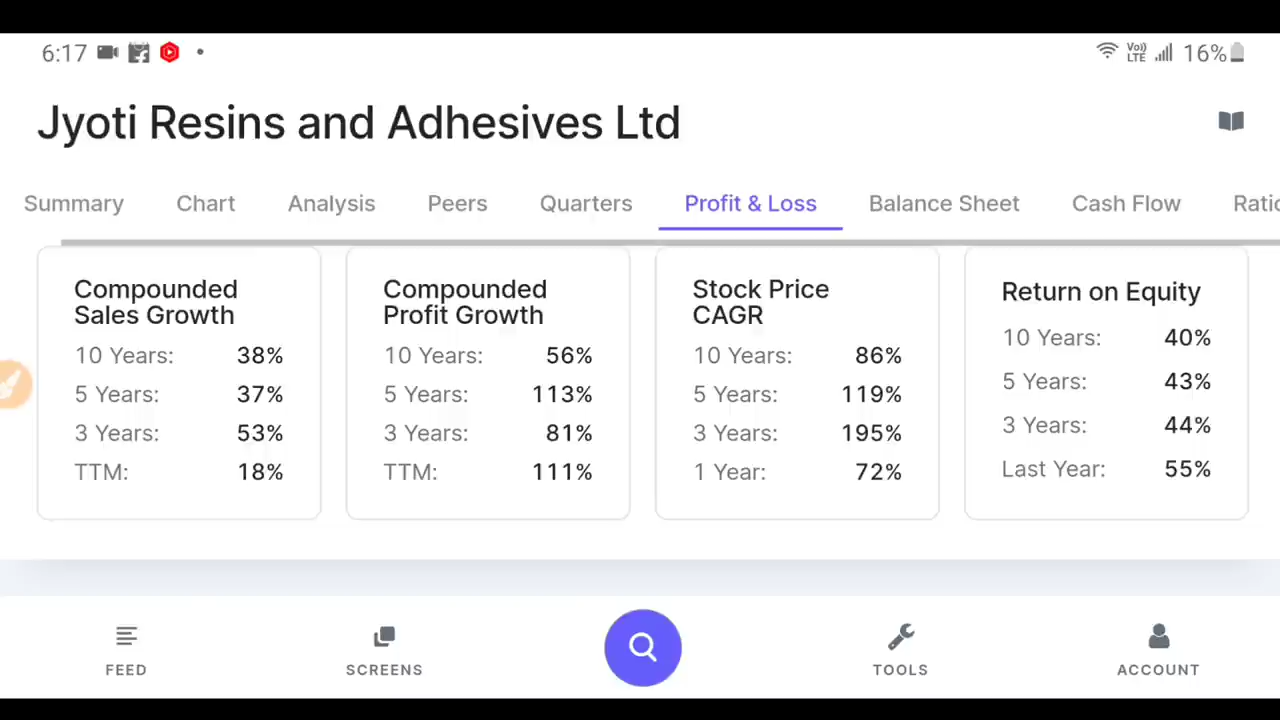 6:17
Vo) LTE 16%
Jyoti Resins and Adhesives Ltd
Summary Chart Analysis Peers Quarters Profit & Loss Balance Sheet Cash Flow Ratio
Compounded
Sales Growth
10 Years: 38%
5 Years: 37%
3 Years: 53%
TTM: 18%
Compounded
Profit Growth
10 Years: 56%
5 Years: 113%
3 Years: 81%
TTM: 111%
Stock Price
CAGR
10 Years: 86%
5 Years: 119%
3 Years: 195%
1 Year: 72%
Return on Equity
10 Years: 40%
5 Years: 43%
3 Years: 44%
Last Year: 55%
FEED SCREENS TOOLS ACCOUNT